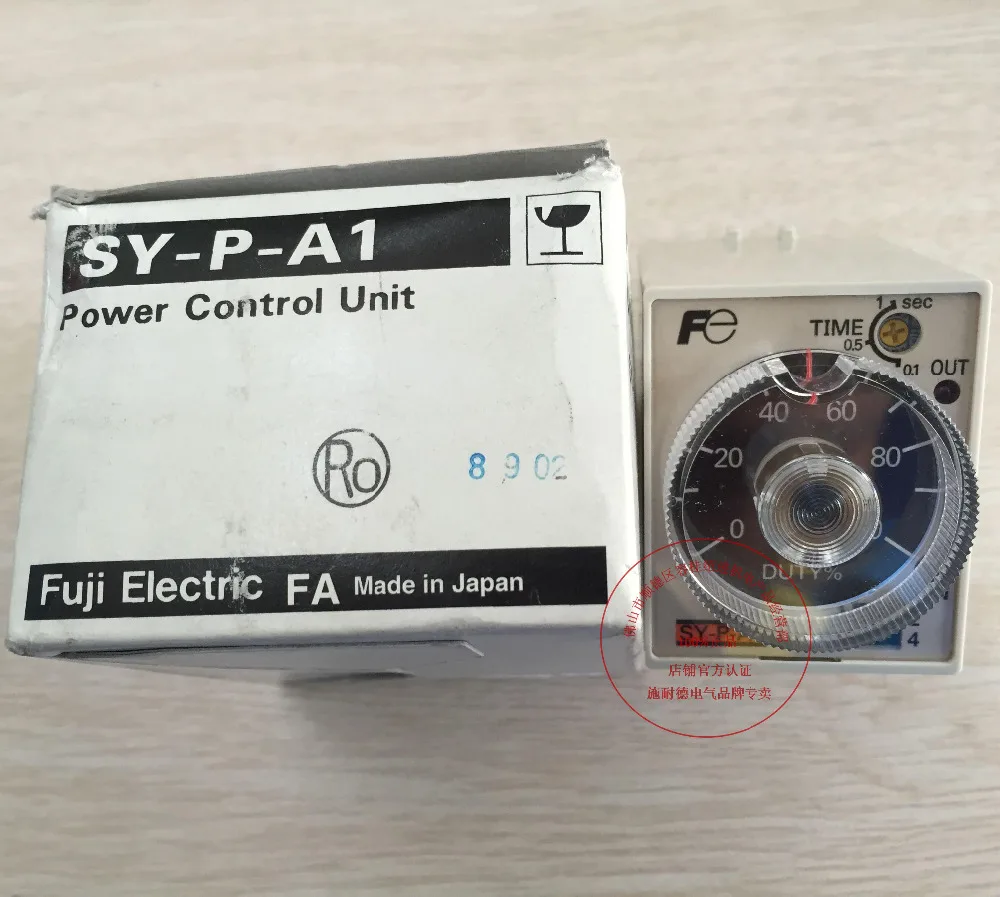 SY-P-A1
Power Control Unit
Ro
8 9 02
Fuji Electric FA Made in Japan
Fe
TIME
1 sec
0.5
0.1
OUT
40 60
20 80
0
DUTY%
SY-P
4
店铺官方认证
施耐德电气品牌专卖